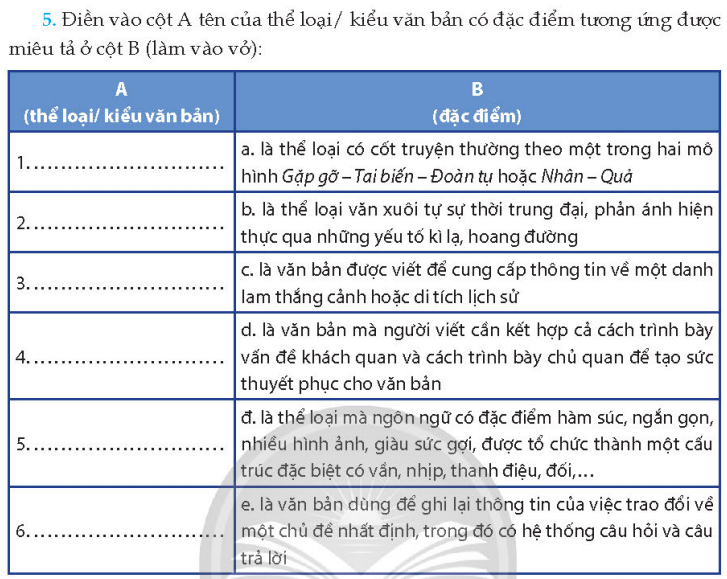 5. Điền vào cột A tên của thể loại/ kiểu văn bản có đặc điểm tương ứng được
miêu tả ở cột B (làm vào vở):
A
(thể loại/ kiểu văn bản)
B
(đặc điểm)
1..............................
a. là thể loại có cốt truyện thường theo một trong hai mô
hình Gặp gỡ – Tai biến – Đoàn tụ hoặc Nhân – Quả
2..............................
b. là thể loại văn xuôi tự sự thời trung đại, phản ánh hiện
thực qua những yếu tố kì lạ, hoang đường
3..............................
c. là văn bản được viết để cung cấp thông tin về một danh
lam thắng cảnh hoặc di tích lịch sử
4..............................
d. là văn bản mà người viết cần kết hợp cả cách trình bày
vấn đề khách quan và cách trình bày chủ quan để tạo sức
thuyết phục cho văn bản
5..............................
đ. là thể loại mà ngôn ngữ có đặc điểm hàm súc, ngắn gọn,
nhiều hình ảnh, giàu sức gợi, được tổ chức thành một cấu
trúc đặc biệt có vần, nhịp, thanh điệu, đối,...
6..............................
e. là văn bản dùng để ghi lại thông tin của việc trao đổi về
một chủ đề nhất định, trong đó có hệ thống câu hỏi và câu
trả lời